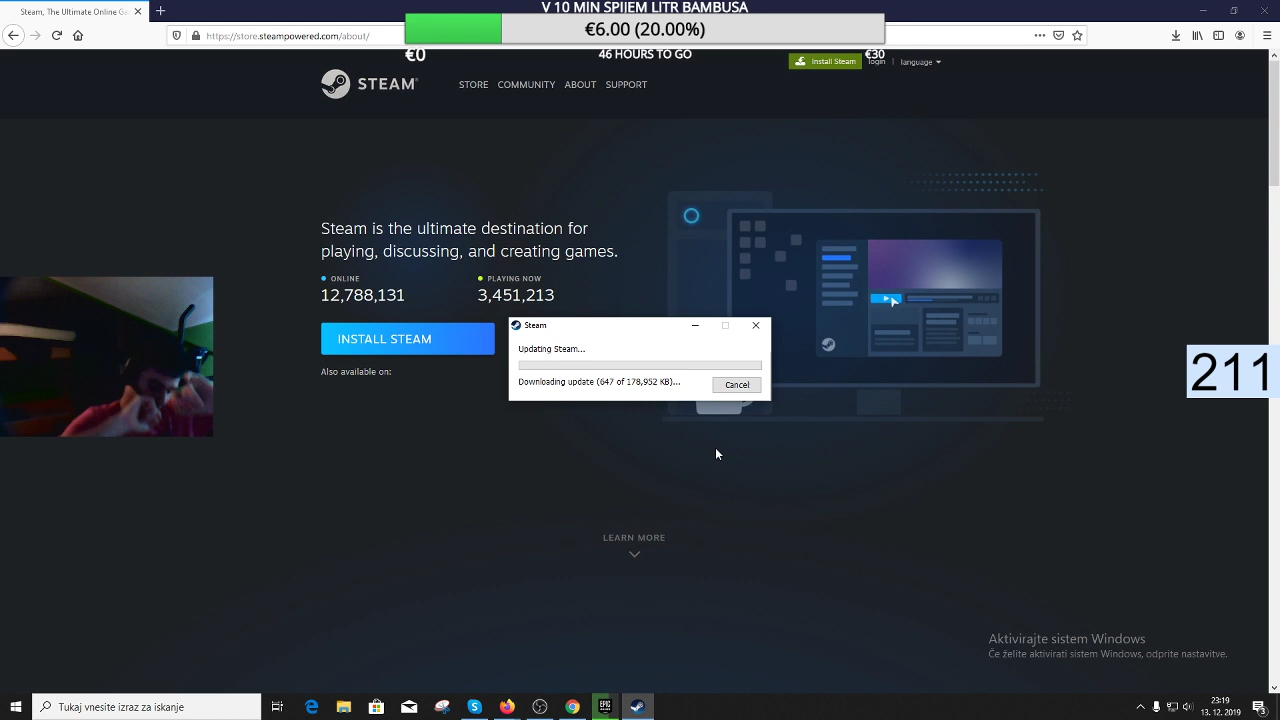 Steam, The Ultimate Online Ga
V 10 MIN SPIJEM LITR BAMBUSA
€6.00 (20.00%)
https://store.steampowered.com/about/
€0
46 HOURS TO GO
€30
Install Steam
login
language
STEAM
STORE
COMMUNITY
ABOUT
SUPPORT
Steam is the ultimate destination for
playing, discussing, and creating games.
ONLINE
PLAYING NOW
12,788,131
3,451,213
INSTALL STEAM
Also available on:
Steam
Updating Steam...
Downloading update (647 of 178,952 KB)...
Cancel
211
LEARN MORE
Aktivirajte sistem Windows
Če želite aktivirati sistem Windows, odprite nastavitve.
Tukaj vnesite izraz za iskanje
23:19
13. 12. 2019
3